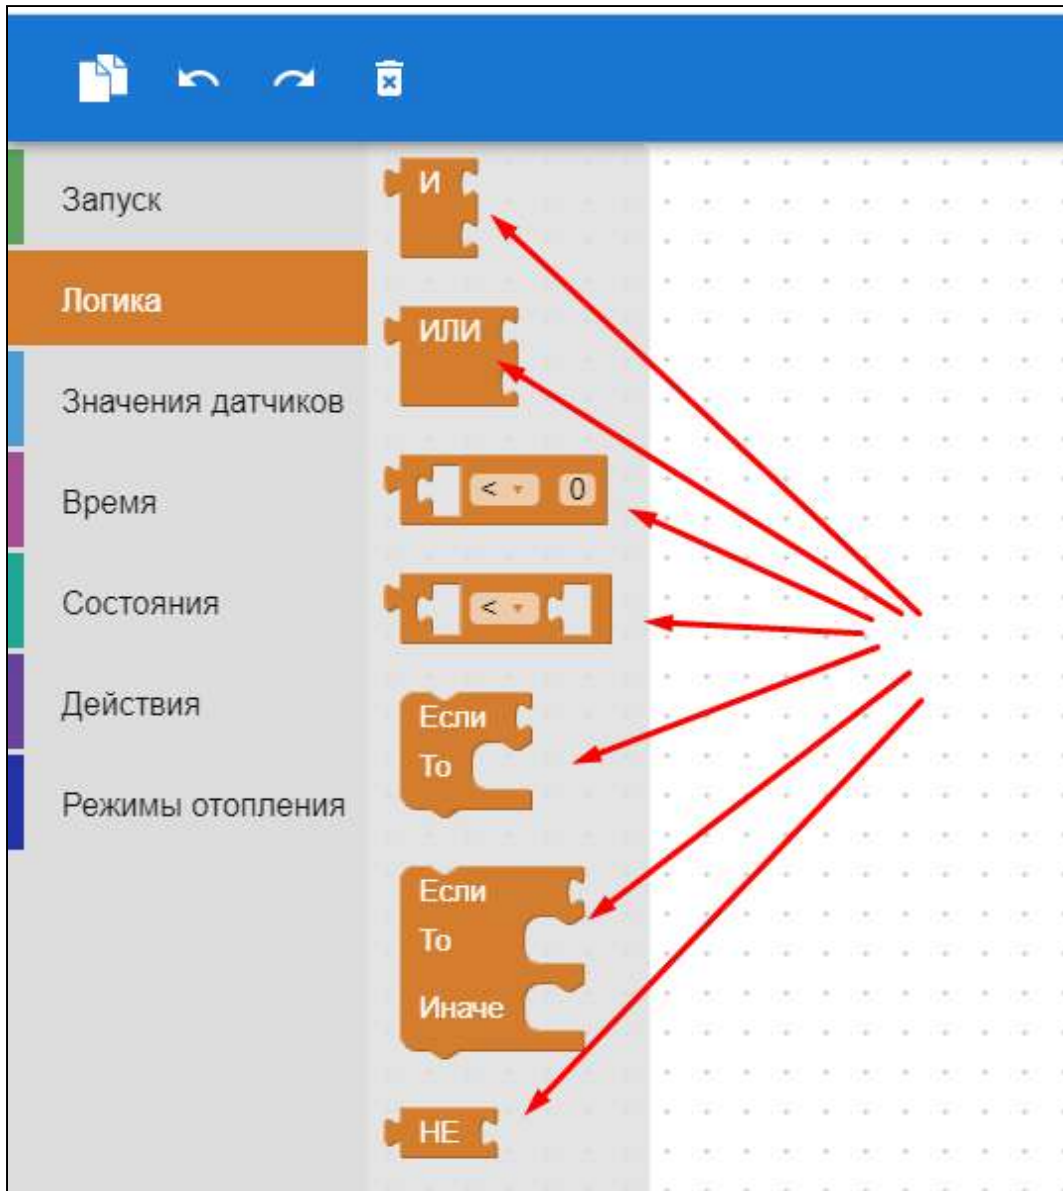 Запуск
Логика
Значения датчиков
Время
Состояния
Действия
Режимы отопления
И
ИЛИ
< 0
<
Если
То
Если
То
Иначе
НЕ